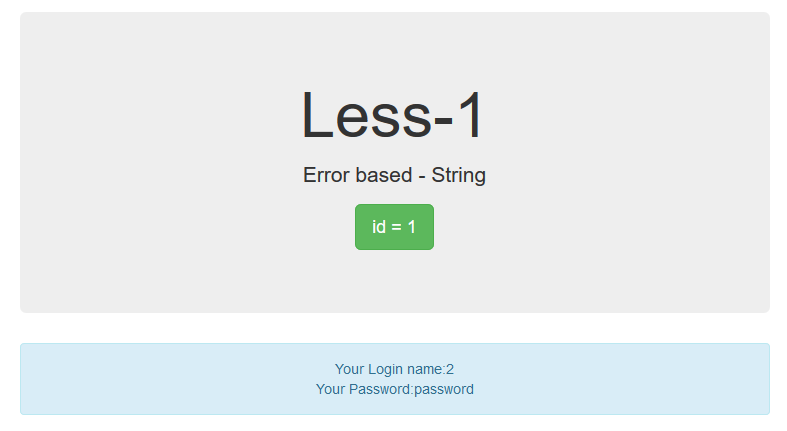 Less-1
Error based - String
id = 1
Your Login name:2
Your Password:password